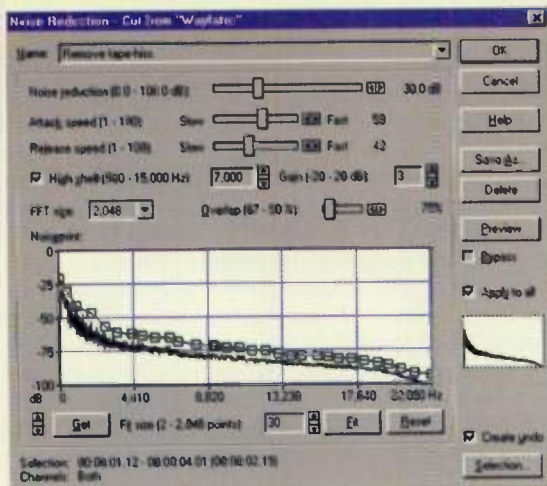 Noise Reduction - Cut from "Wayfarer"
Name: Remove tape hiss
OK
Noise reduction (0.0 - 100.0 dB): 30.0 dB
Cancel
Attack speed (1 - 100): Slow Fast 59
Help
Release speed (1 - 100): Slow Fast 42
High shelf (500 - 15,000 Hz): 7,000 Gain (-20 - 20 dB): 3
Save As...
Delete
FFT size: 2,048 Overlap (67 - 90 %): 75%
Preview
Noiseprint:
Bypass
Apply to all
0
-25
-50
-75
-100
dB 0 4,410 8,820 13,230 17,640 22,050 Hz
Get Fit size (2 - 2,048 points): 30 Fit Reset
Create undo
Selection: 00:00:01.12 - 00:00:04.01 (00:00:02.15)
Channels: Both
Selection...